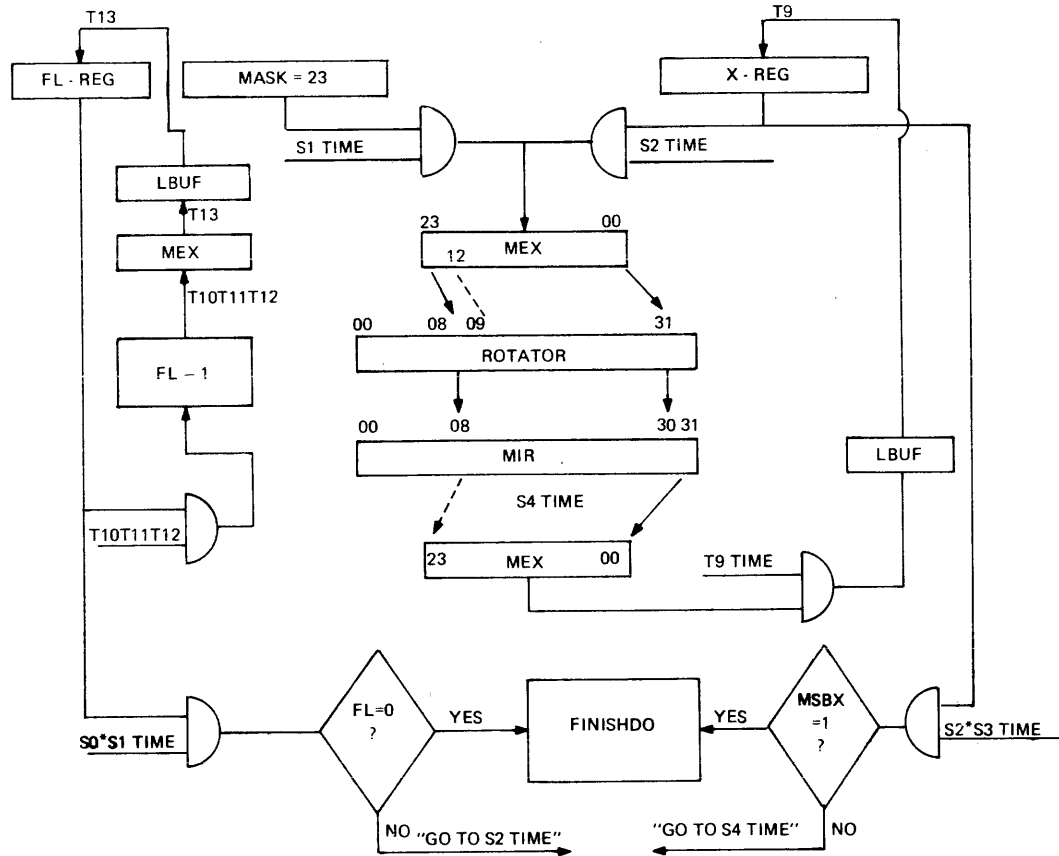 T13
T9
FL - REG
MASK = 23
X - REG
S1 TIME
S2 TIME
LBUF
T13
23
00
MEX
MEX
12
T10T11T12
00
08
09
31
ROTATOR
FL - 1
00
08
30 31
MIR
LBUF
S4 TIME
T10T11T12
23
MEX
00
T9 TIME
FL=0
?
YES
FINISHDO
YES
MSBX
=1
?
S0*S1 TIME
S2*S3 TIME
NO
"GO TO S2 TIME"
"GO TO S4 TIME"
NO